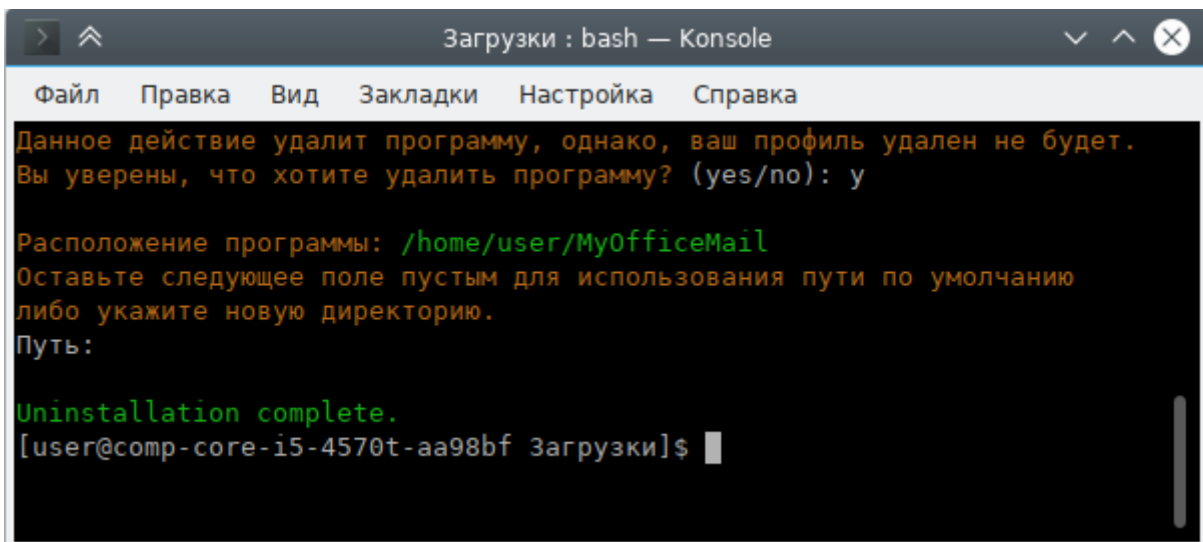 Загрузки : bash — Konsole
Файл Правка Вид Закладки Настройка Справка
Данное действие удалит программу, однако, ваш профиль удален не будет.
Вы уверены, что хотите удалить программу? (yes/no): y
Расположение программы: /home/user/MyOfficeMail
Оставьте следующее поле пустым для использования пути по умолчанию
либо укажите новую директорию.
Путь:
Uninstallation complete.
[user@comp-core-i5-4570t-aa98bf Загрузки]$